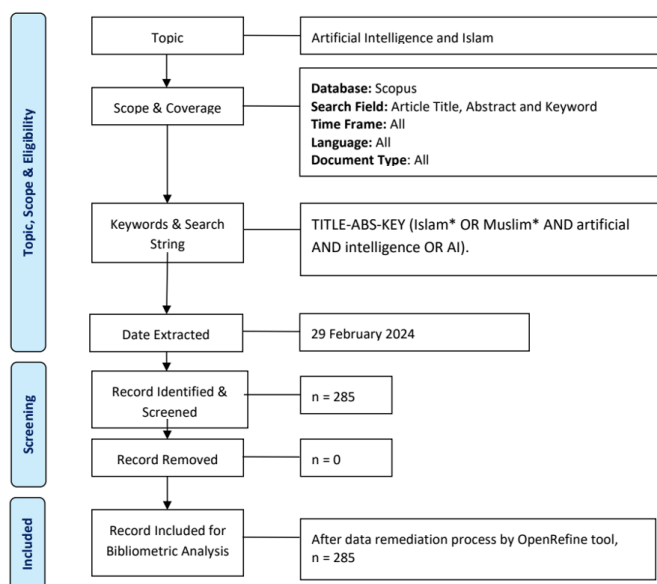 Topic
Artificial Intelligence and Islam
Topic, Scope & Eligibility
Scope & Coverage
Database: Scopus
Search Field: Article Title, Abstract and Keyword
Time Frame: All
Language: All
Document Type: All
Keywords & Search
String
TITLE-ABS-KEY (Islam* OR Muslim* AND artificial
AND intelligence OR AI).
Date Extracted
29 February 2024
Screening
Record Identified &
Screened
n = 285
Record Removed
n = 0
Included
Record Included for
Bibliometric Analysis
After data remediation process by OpenRefine tool,
n = 285